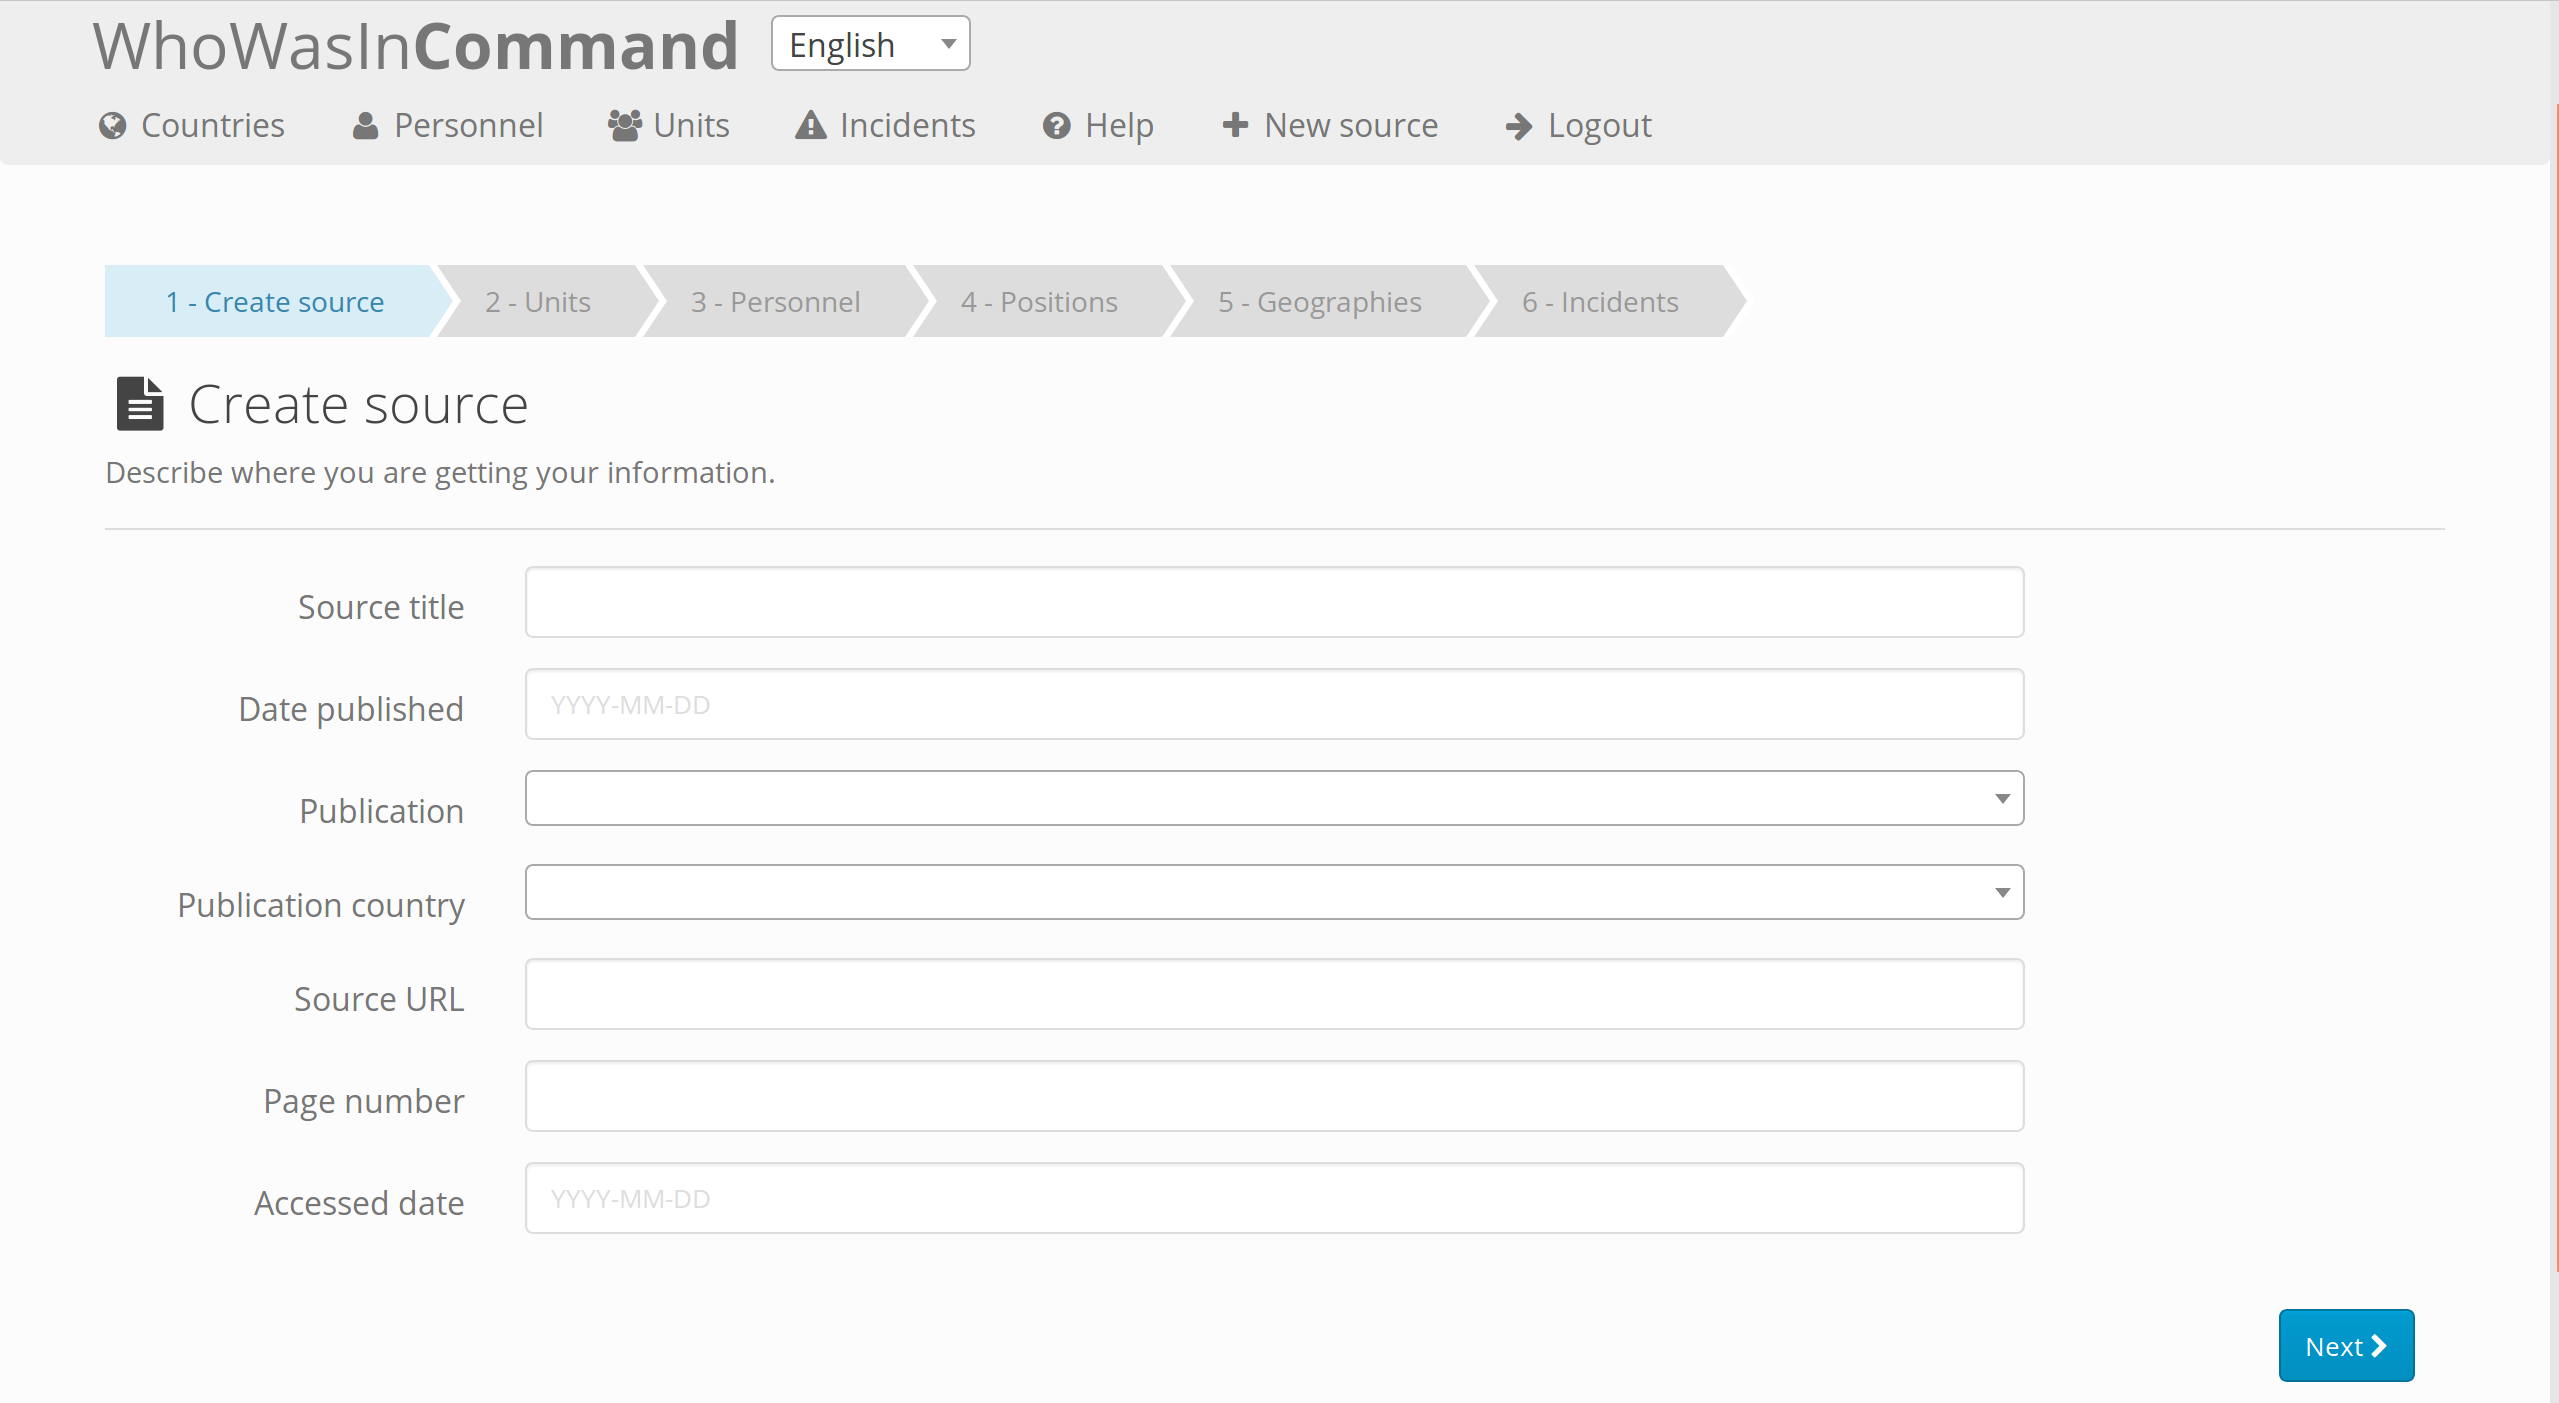 WhoWasInCommand English
Countries Personnel Units Incidents Help New source Logout
1 - Create source 2 - Units 3 - Personnel 4 - Positions 5 - Geographies 6 - Incidents
Create source
Describe where you are getting your information.
Source title
Date published YYYY-MM-DD
Publication
Publication country
Source URL
Page number
Accessed date YYYY-MM-DD
Next